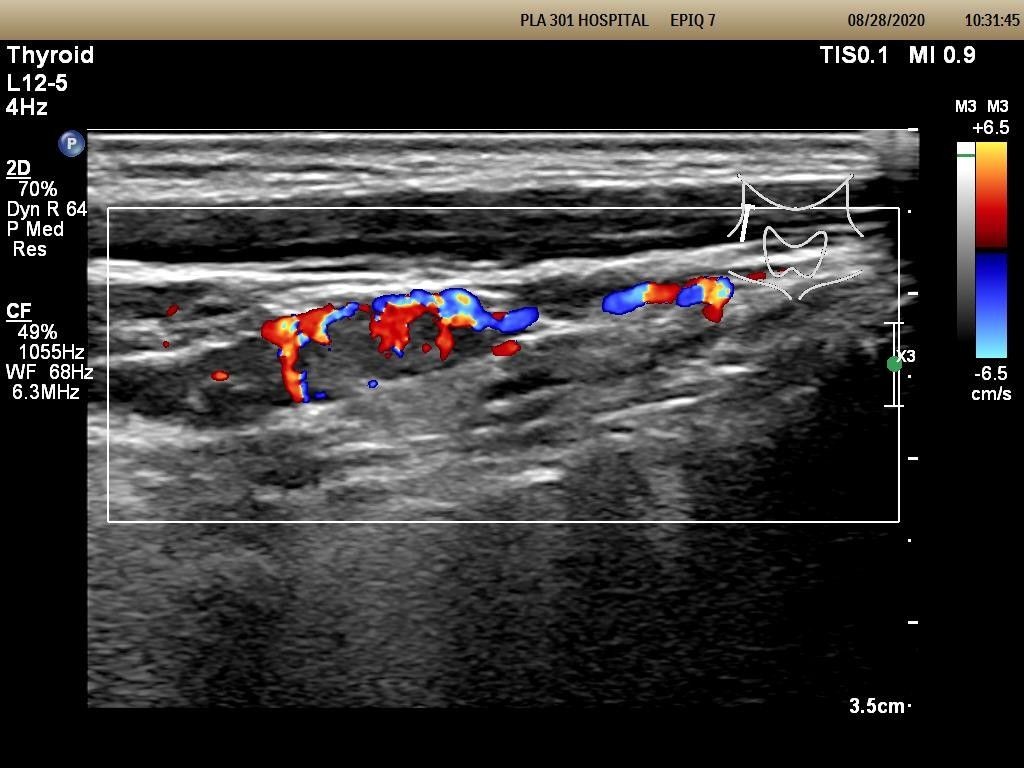 PLA 301 HOSPITAL EPIQ 7 08/28/2020 10:31:45
Thyroid TIS0.1 MI 0.9
L12-5
4Hz
M3 M3
+6.5
P
2D
70%
Dyn R 64
P Med
Res
CF
49%
1055Hz
WF 68Hz
6.3MHz
X3
-6.5
cm/s
3.5cm